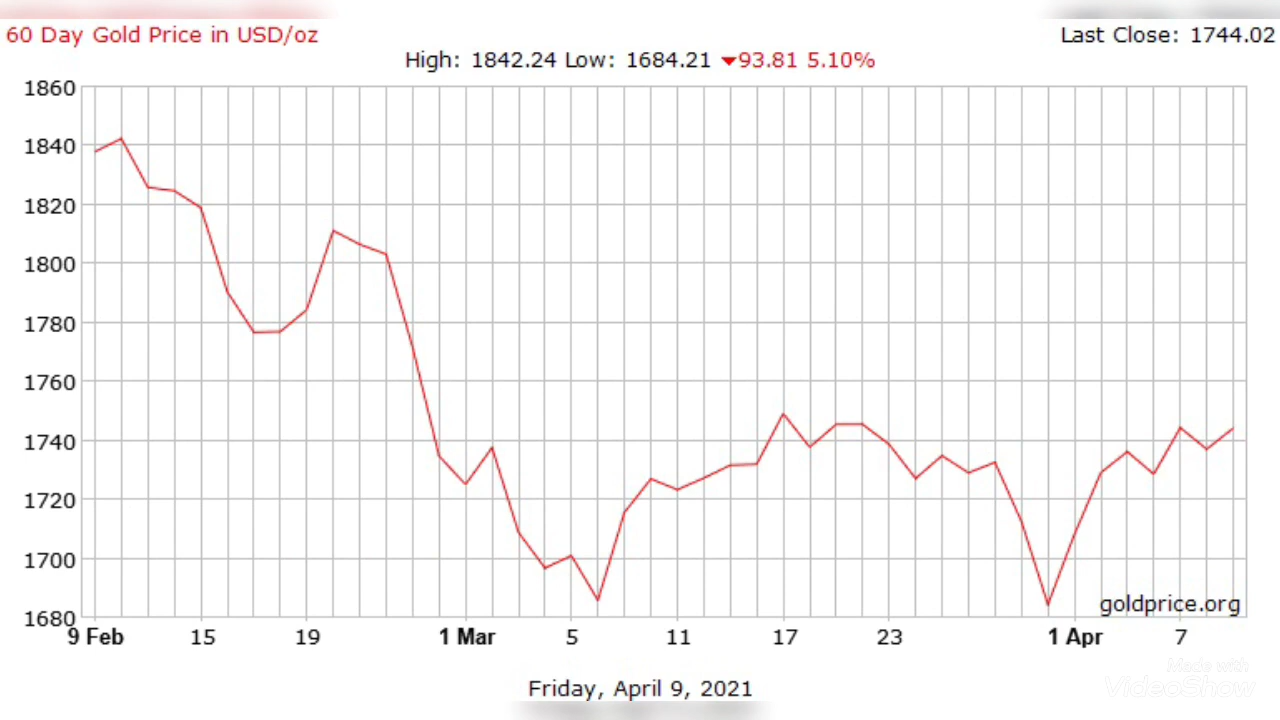 60 Day Gold Price in USD/oz
Last Close: 1744.02
High: 1842.24 Low: 1684.21 ▼93.81 5.10%
1860
1840
1820
1800
1780
1760
1740
1720
1700
1680
goldprice.org
9 Feb 15 19 1 Mar 5 11 17 23 1 Apr 7
Friday, April 9, 2021
Made with
VideoShow